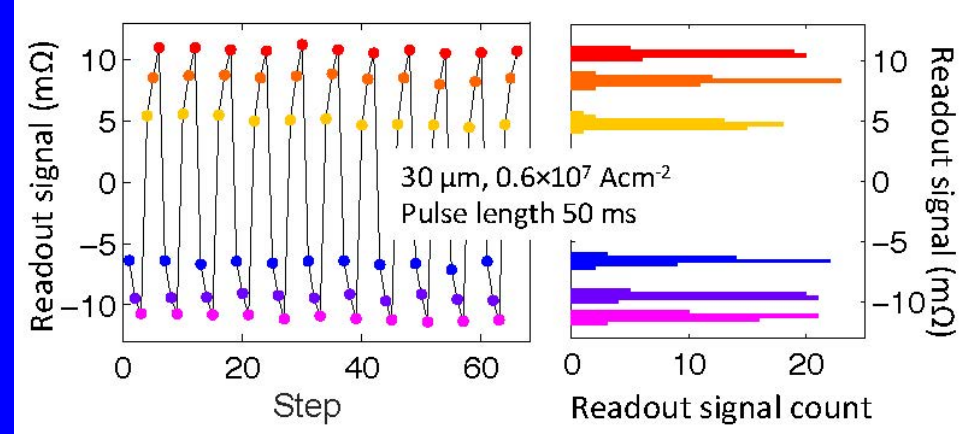 Readout signal (mΩ)
10
5
0
−5
−10
0
20
40
60
Step
30 µm, 0.6×10⁷ Acm⁻²
Pulse length 50 ms
0
10
20
Readout signal count
10
5
0
−5
−10
Readout signal (mΩ)